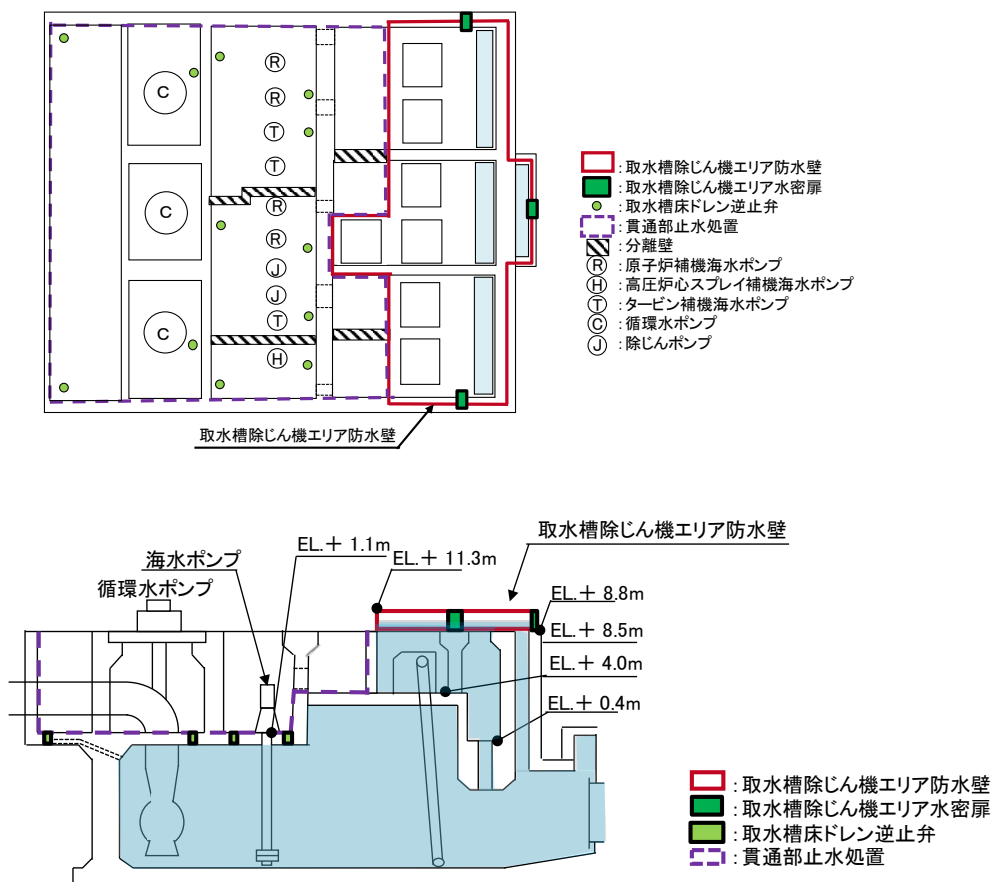 C
C
C
R
R
T
T
R
R
J
J
T
H
取水槽除じん機エリア防水壁
:取水槽除じん機エリア防水壁
:取水槽除じん機エリア水密扉
:取水槽床ドレン逆止弁
:貫通部止水処置
:分離壁
R:原子炉補機海水ポンプ
H:高圧炉心スプレイ補機海水ポンプ
T:タービン補機海水ポンプ
C:循環水ポンプ
J:除じんポンプ
海水ポンプ
循環水ポンプ
EL.+ 1.1m
EL.+ 11.3m
取水槽除じん機エリア防水壁
EL.+ 8.8m
EL.+ 8.5m
EL.+ 4.0m
EL.+ 0.4m
:取水槽除じん機エリア防水壁
:取水槽除じん機エリア水密扉
:取水槽床ドレン逆止弁
:貫通部止水処置